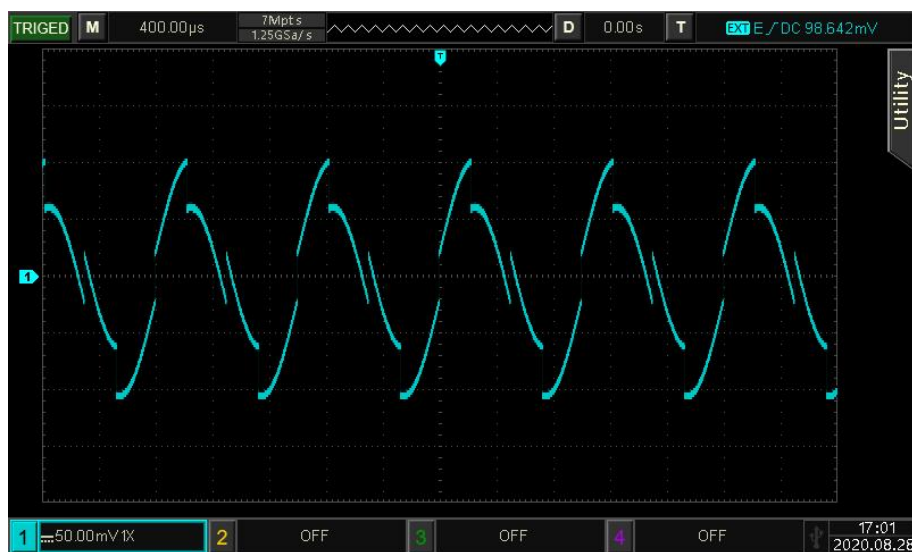 TRIGED M 400.00μs 7Mpts D 0.00s T EXT E DC 98.642mV
1.25GSa/s
T
Utility
1
1 50.00mV 1X 2 OFF 3 OFF 4 OFF 17:01
2020.08.28